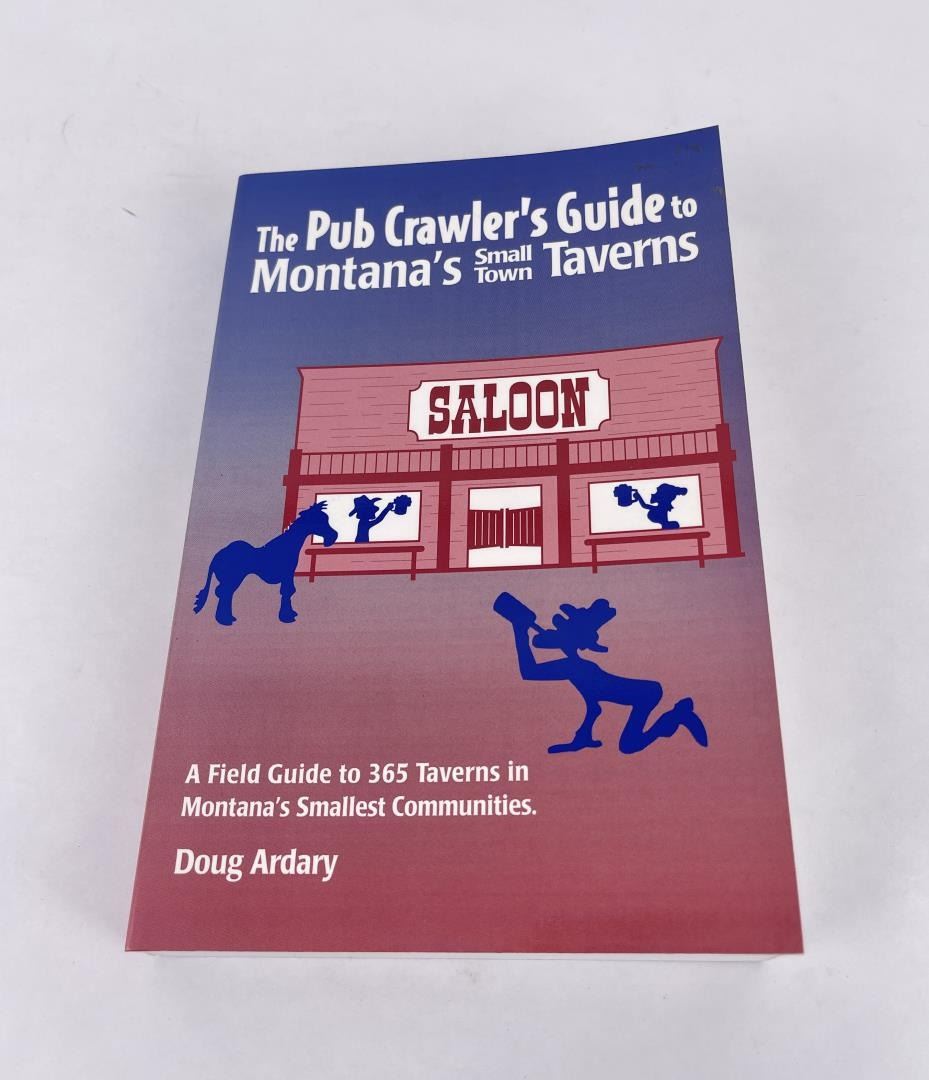 The Pub Crawler's Guide to
Montana's Small Town Taverns
SALOON
A Field Guide to 365 Taverns in
Montana's Smallest Communities.
Doug Ardary